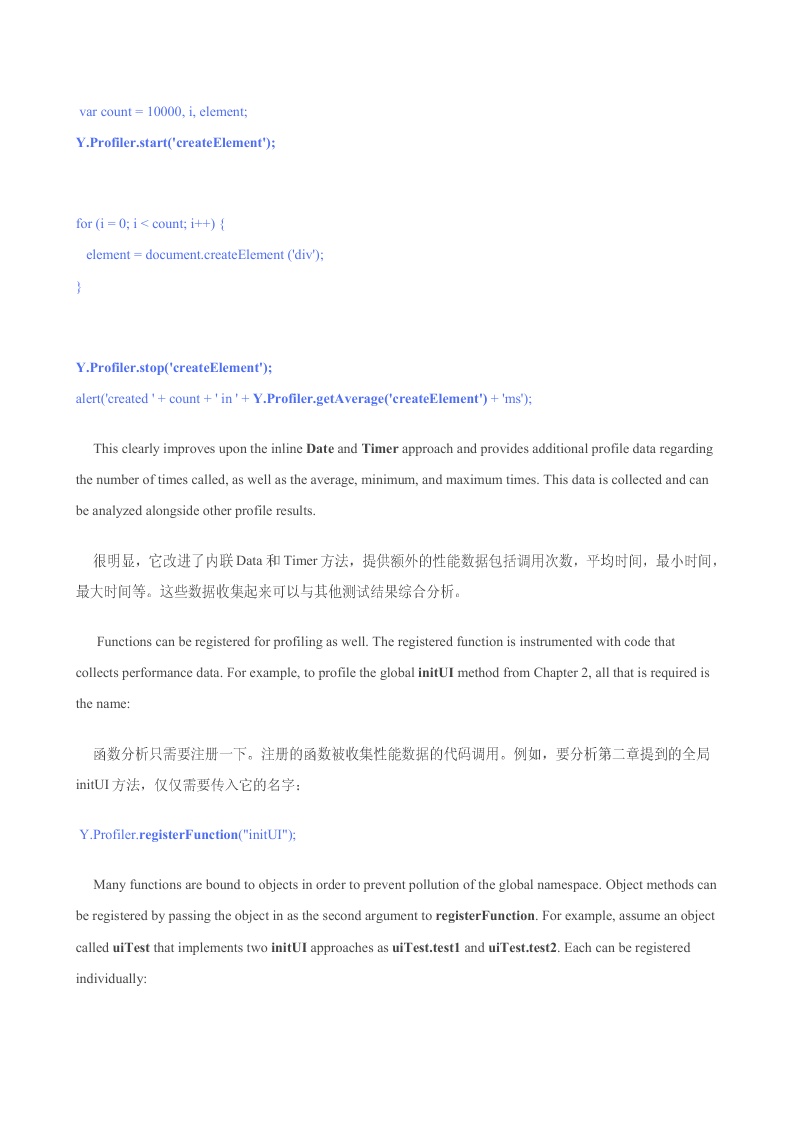 var count = 10000, i, element;
Y.Profiler.start('createElement');
for (i = 0; i < count; i++) {
element = document.createElement ('div');
}
Y.Profiler.stop('createElement');
alert('created ' + count + ' in ' + Y.Profiler.getAverage('createElement') + 'ms');
This clearly improves upon the inline Date and Timer approach and provides additional profile data regarding
the number of times called, as well as the average, minimum, and maximum times. This data is collected and can
be analyzed alongside other profile results.
很明显，它改进了内联 Data 和 Timer 方法，提供额外的性能数据包括调用次数，平均时间，最小时间，
最大时间等。这些数据收集起来可以与其他测试结果综合分析。
Functions can be registered for profiling as well. The registered function is instrumented with code that
collects performance data. For example, to profile the global initUI method from Chapter 2, all that is required is
the name:
函数分析只需要注册一下。注册的函数被收集性能数据的代码调用。例如，要分析第二章提到的全局
initUI 方法，仅仅需要传入它的名字：
Y.Profiler.registerFunction("initUI");
Many functions are bound to objects in order to prevent pollution of the global namespace. Object methods can
be registered by passing the object in as the second argument to registerFunction. For example, assume an object
called uiTest that implements two initUI approaches as uiTest.test1 and uiTest.test2. Each can be registered
individually: